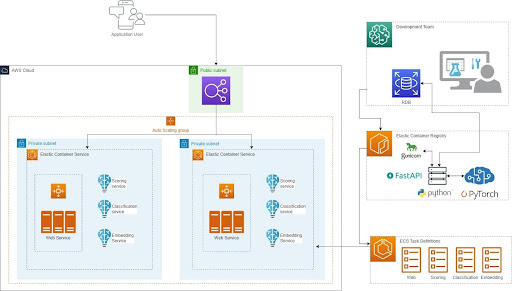 Application User
AWS Cloud
Public subnet
Auto Scaling group
Private subnet
Elastic Container Service
Scoring
service
Classification
service
Embedding
Service
Web Service
Private subnet
Elastic Container Service
Scoring
service
Classification
service
Embedding
Service
Web Service
Development Team
RDB
Elastic Container Registry
gunicorn
FastAPI
python
PyTorch
ECS Task Definitions
Web
Scoring
Classification
Embedding